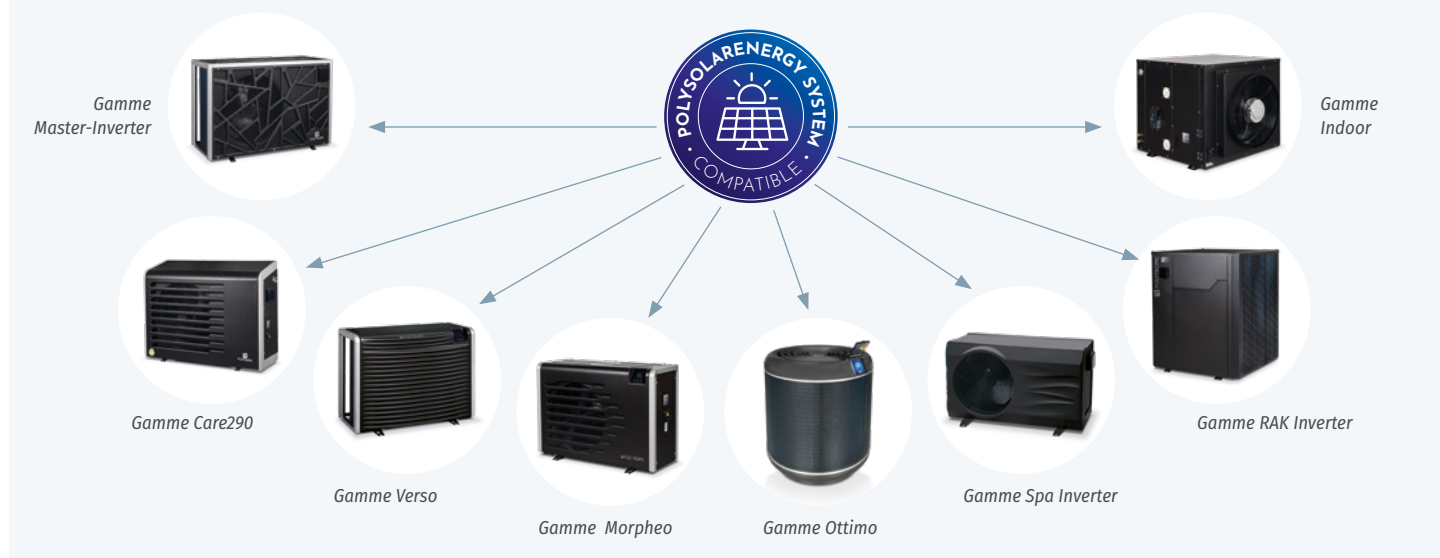 POLYSOLARENERGY SYSTEM
• COMPATIBLE •
Gamme
Master-Inverter
Gamme
Indoor
Gamme Care290
Gamme RAK Inverter
Gamme Verso
Gamme Spa Inverter
Gamme Morpheo
Gamme Ottimo